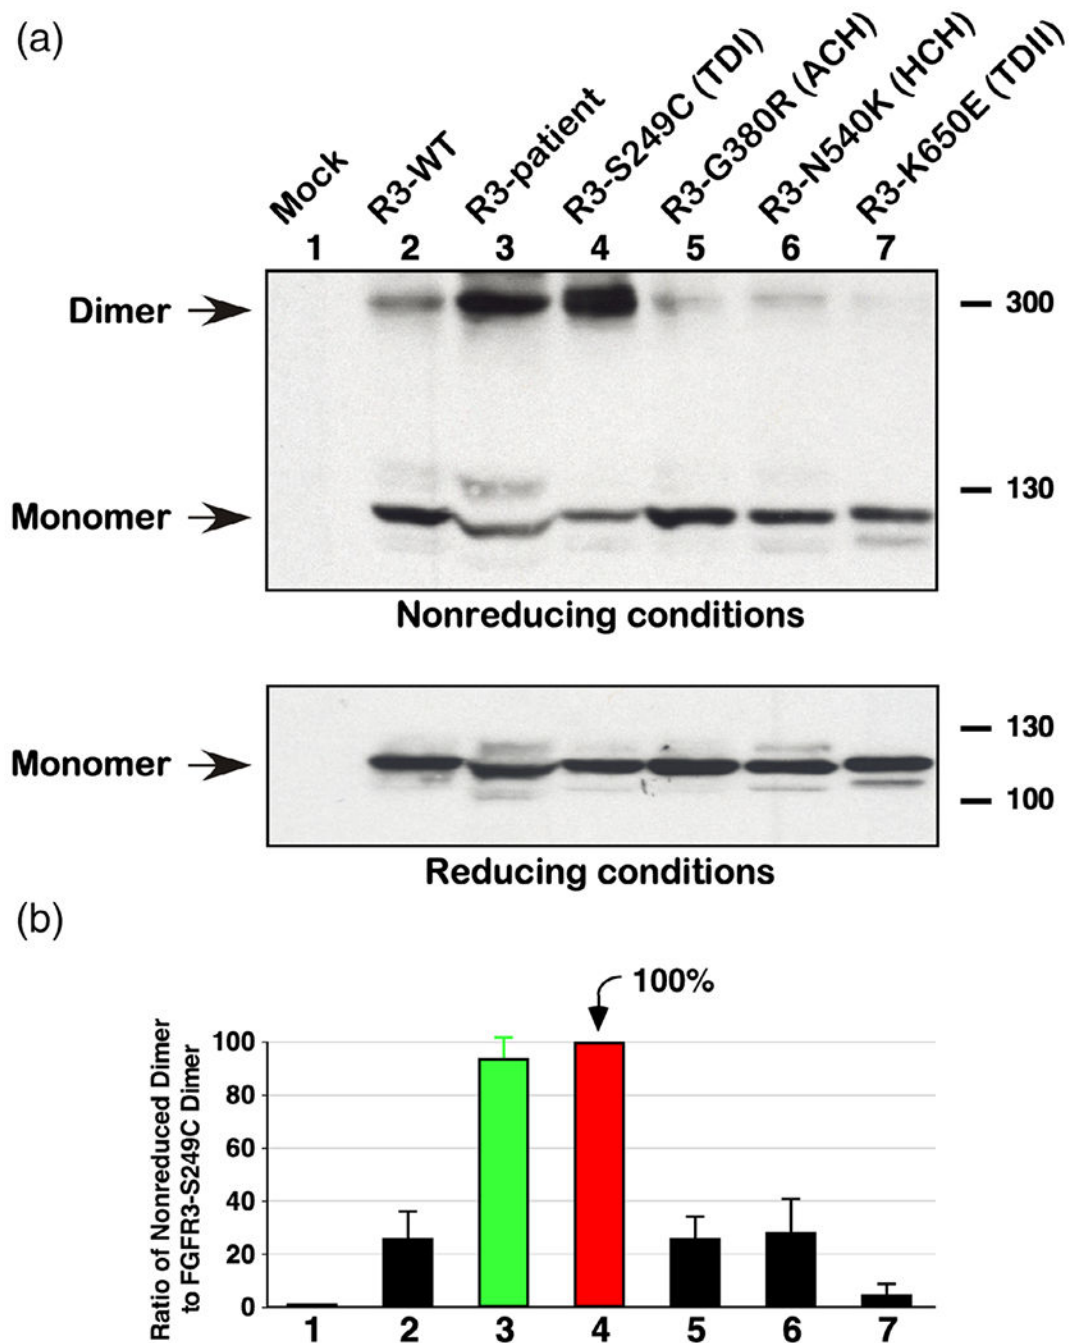 (a)
Mock
R3-WT
R3-patient
R3-S249C (TDI)
R3-G380R (ACH)
R3-N540K (HCH)
R3-K650E (TDII)
1 2 3 4 5 6 7
Dimer
300
130
Monomer
Nonreducing conditions
130
Monomer
100
Reducing conditions
(b)
100%
Ratio of Nonreduced Dimer
to FGFR3-S249C Dimer
100
80
60
40
20
0
1 2 3 4 5 6 7